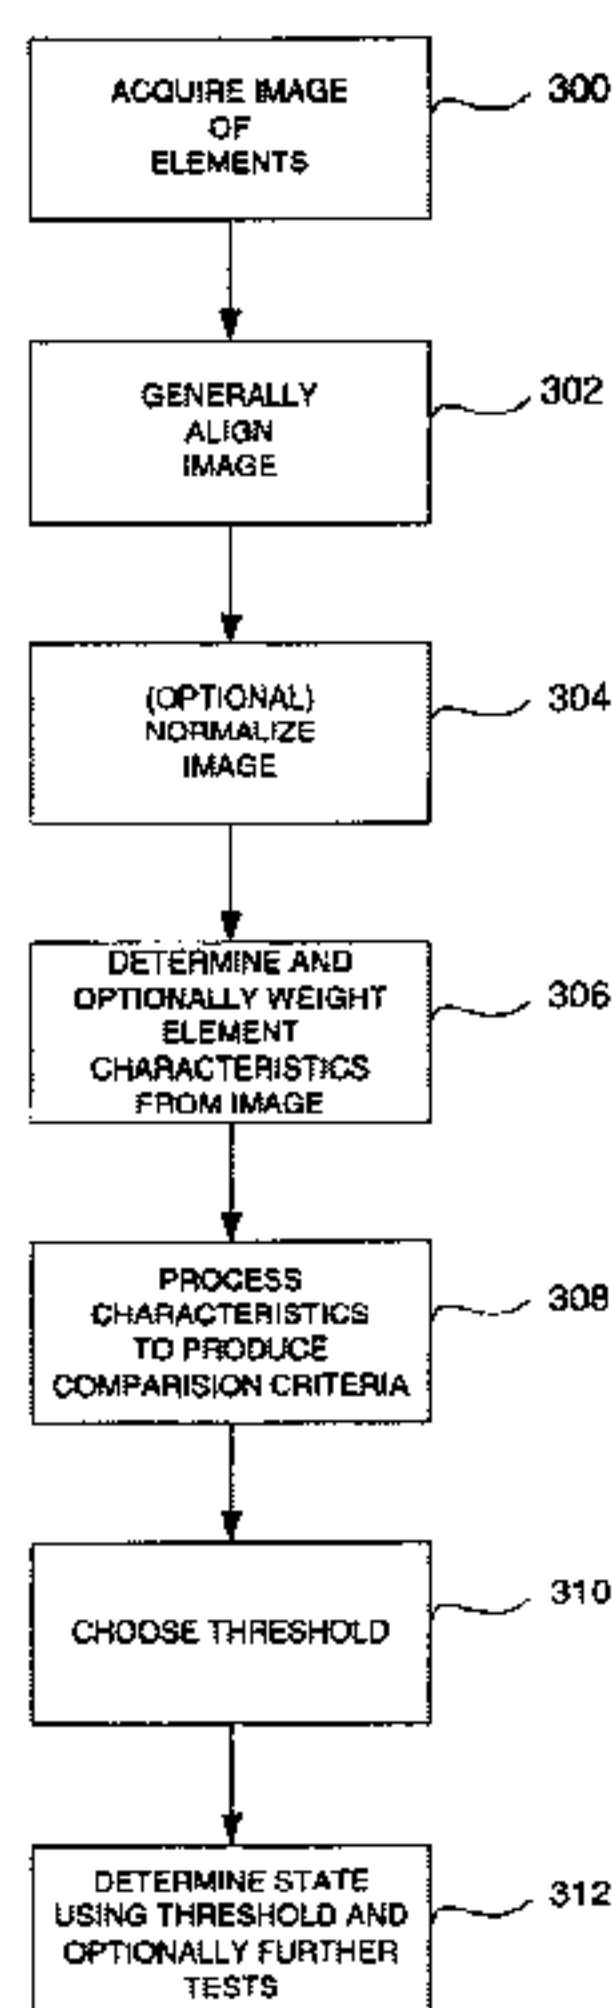 ACQUIRE IMAGE
OF
ELEMENTS
300
GENERALLY
ALIGN
IMAGE
302
(OPTIONAL)
NORMALIZE
IMAGE
304
DETERMINE AND
OPTIONALLY WEIGHT
ELEMENT
CHARACTERISTICS
FROM IMAGE
306
PROCESS
CHARACTERISTICS
TO PRODUCE
COMPARISION CRITERIA
308
CHOOSE THRESHOLD
310
DETERMINE STATE
USING THRESHOLD AND
OPTIONALLY FURTHER
TESTS
312